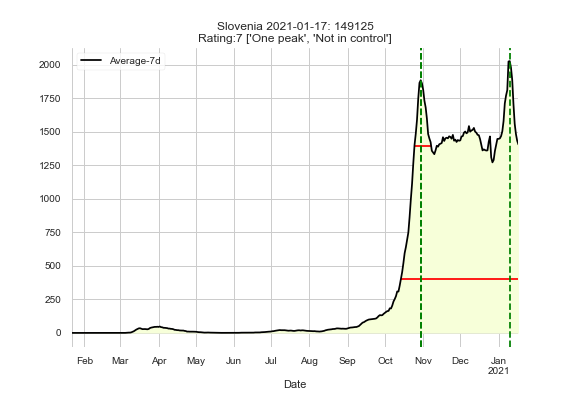 Slovenia 2021-01-17: 149125
Rating:7 ['One peak', 'Not in control']
Average-7d
2000
1750
1500
1250
1000
750
500
250
0
Feb Mar Apr May Jun Jul Aug Sep Oct Nov Dec Jan
2021
Date